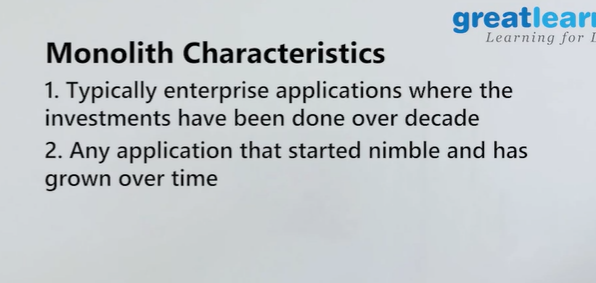 greatlearn
Learning for L
Monolith Characteristics
1. Typically enterprise applications where the
investments have been done over decade
2. Any application that started nimble and has
grown over time